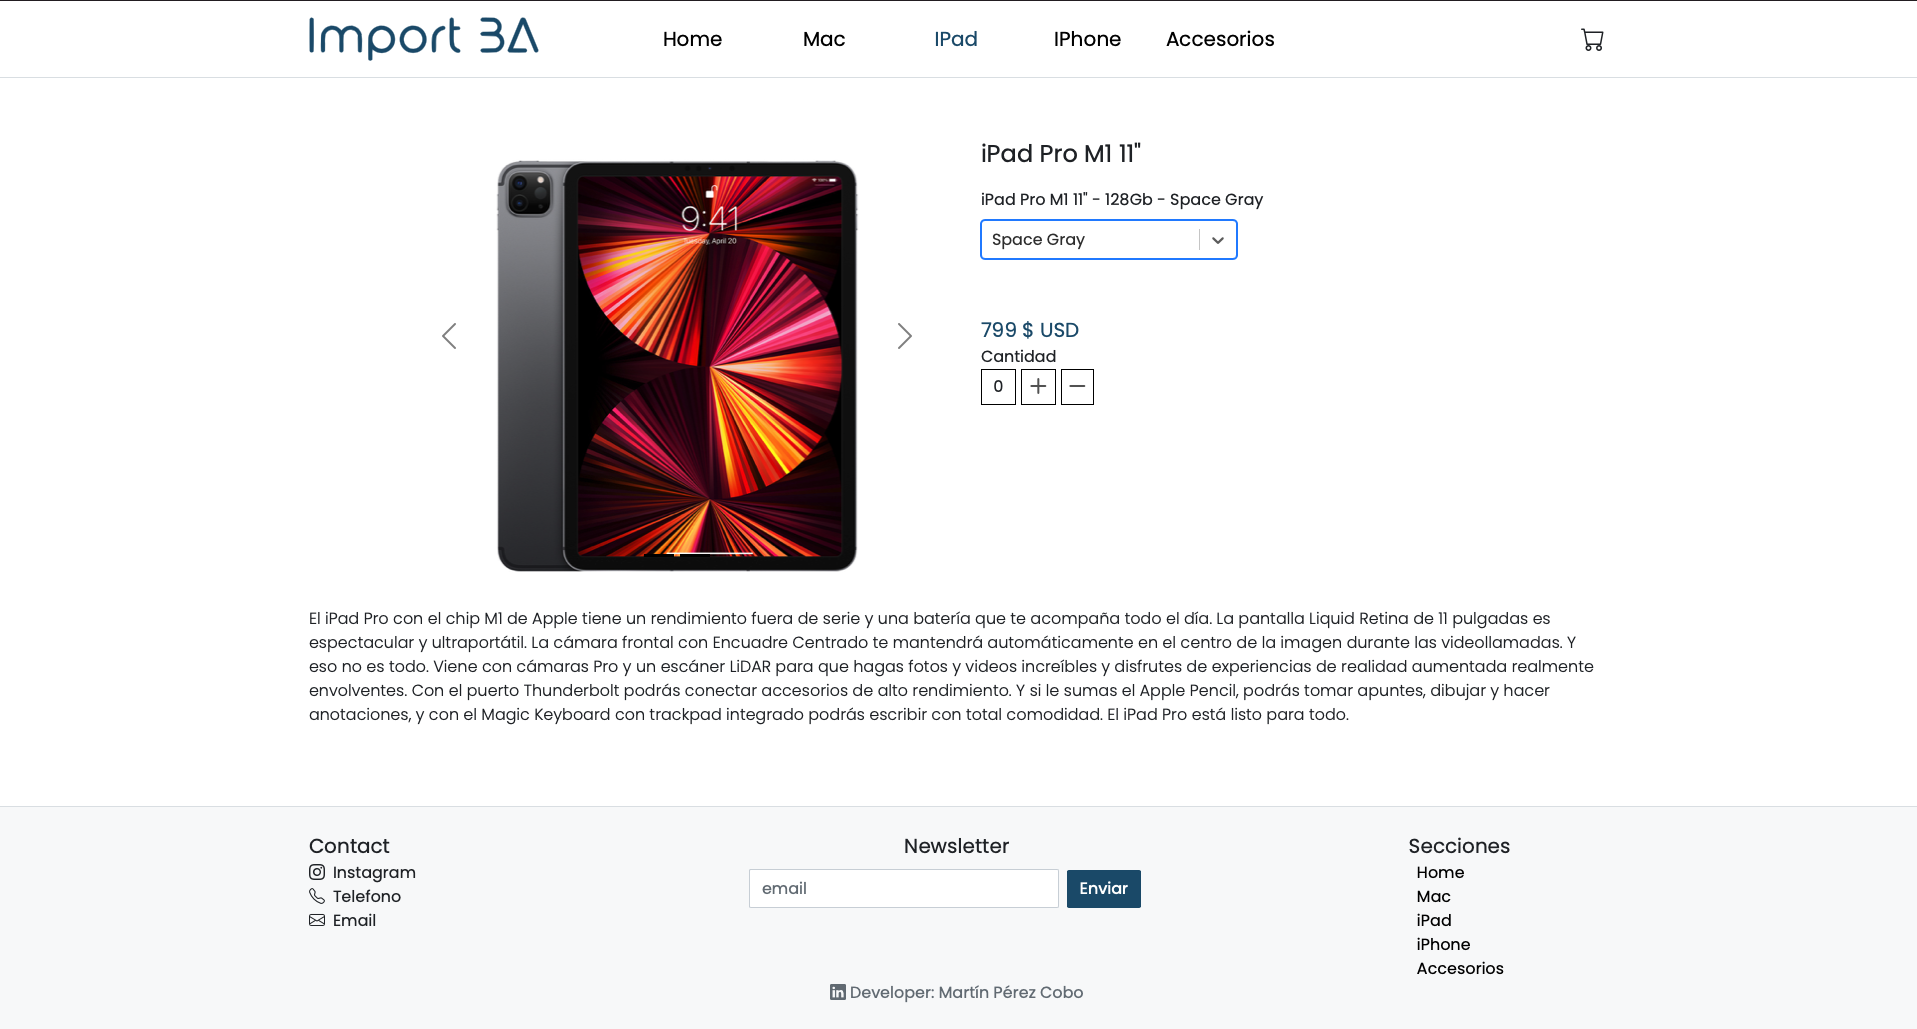 Import BA
Home
Mac
IPad
IPhone
Accesorios
9:41
Tuesday, April 20
iPad Pro M1 11"
iPad Pro M1 11" - 128Gb - Space Gray
Space Gray
799 $ USD
Cantidad
0
El iPad Pro con el chip M1 de Apple tiene un rendimiento fuera de serie y una batería que te acompaña todo el día. La pantalla Liquid Retina de 11 pulgadas es
espectacular y ultraportátil. La cámara frontal con Encuadre Centrado te mantendrá automáticamente en el centro de la imagen durante las videollamadas. Y
eso no es todo. Viene con cámaras Pro y un escáner LiDAR para que hagas fotos y videos increíbles y disfrutes de experiencias de realidad aumentada realmente
envolventes. Con el puerto Thunderbolt podrás conectar accesorios de alto rendimiento. Y si le sumas el Apple Pencil, podrás tomar apuntes, dibujar y hacer
anotaciones, y con el Magic Keyboard con trackpad integrado podrás escribir con total comodidad. El iPad Pro está listo para todo.
Contact
Instagram
Telefono
Email
Newsletter
email
Enviar
Secciones
Home
Mac
iPad
iPhone
Accesorios
Developer: Martín Pérez Cobo